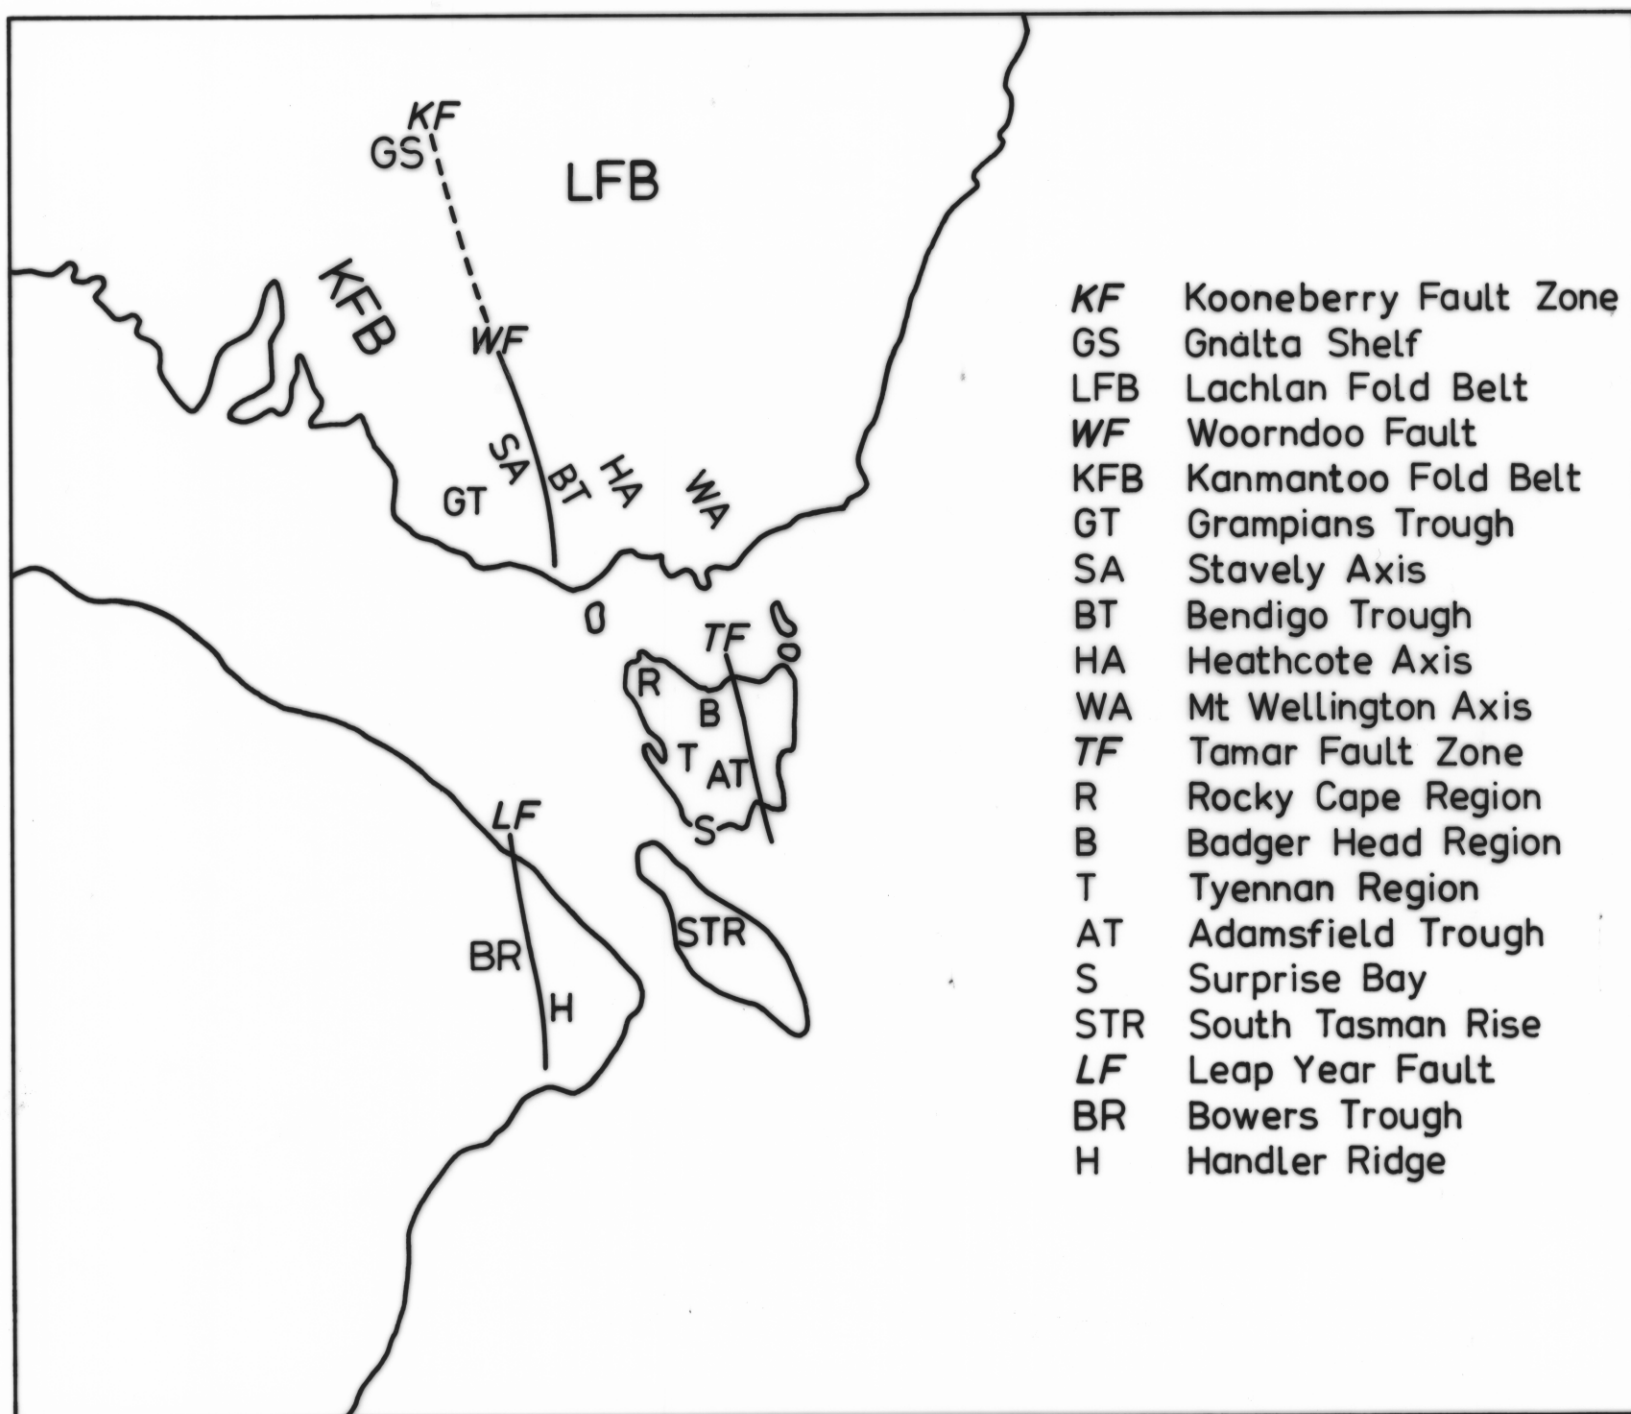 KF
GS
LFB
KFB
WF
SA
BT
HA
WA
GT
TF
R
B
T
AT
S
LF
STR
BR
H
KF Kooneberry Fault Zone
GS Gnalta Shelf
LFB Lachlan Fold Belt
WF Woorndoo Fault
KFB Kanmantoo Fold Belt
GT Grampians Trough
SA Stavely Axis
BT Bendigo Trough
HA Heathcote Axis
WA Mt Wellington Axis
TF Tamar Fault Zone
R Rocky Cape Region
B Badger Head Region
T Tyennan Region
AT Adamsfield Trough
S Surprise Bay
STR South Tasman Rise
LF Leap Year Fault
BR Bowers Trough
H Handler Ridge